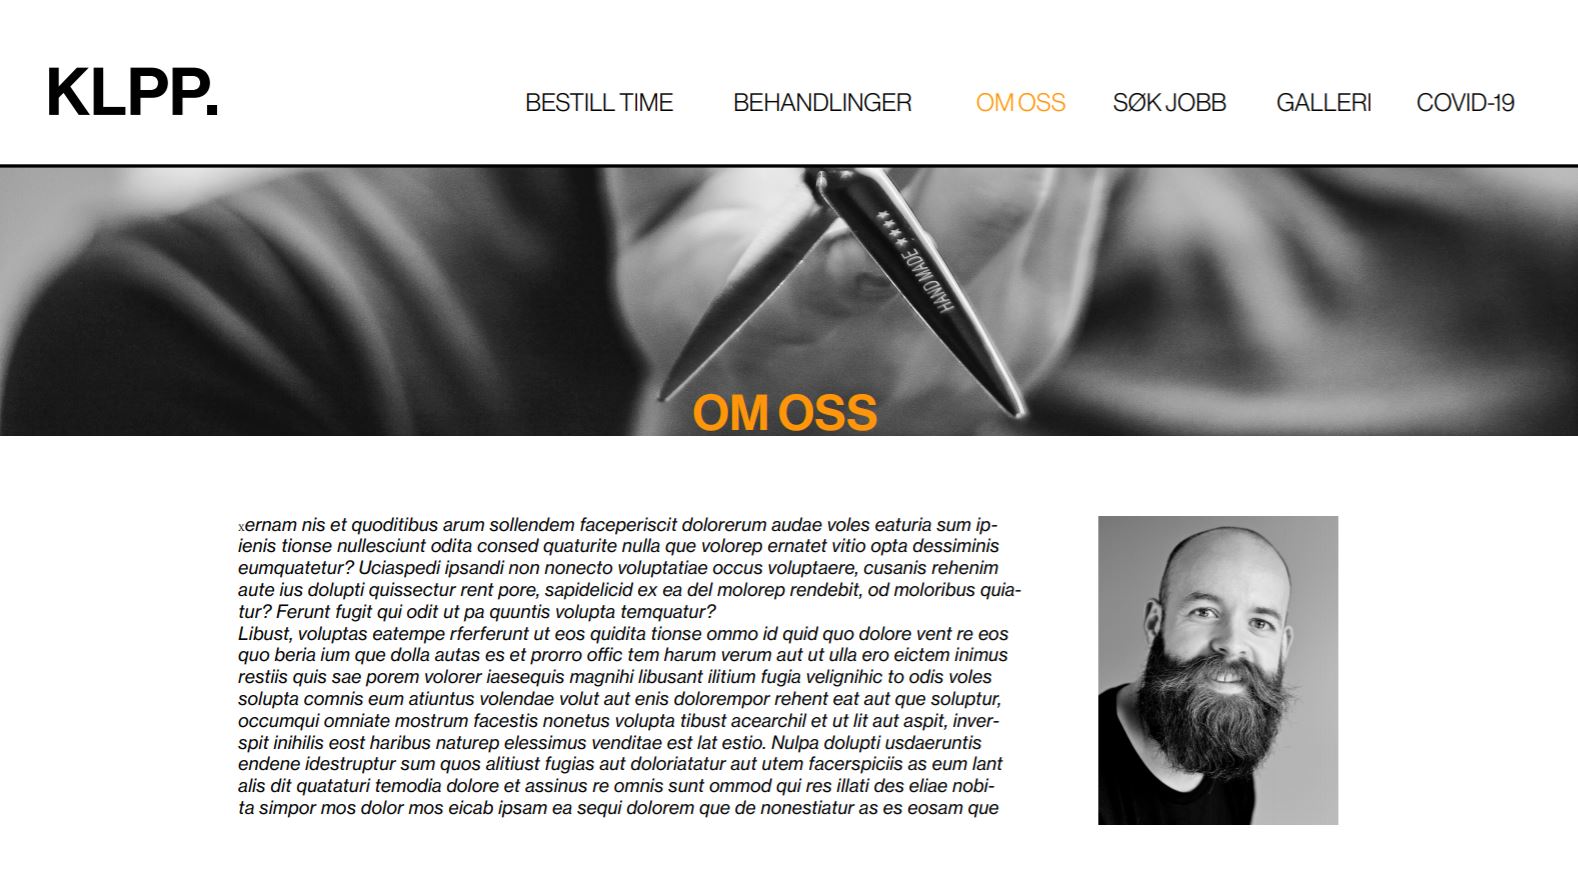 KLPP.
BESTILL TIME BEHANDLINGER OM OSS SØK JOBB GALLERI COVID-19
★★★★ HANDMADE
OM OSS
xernam nis et quoditibus arum sollendem faceperiscit dolorerum audae voles eaturia sum ip-
ienis tionse nullesciunt odita consed quaturite nulla que volorep ernatet vitio opta dessiminis
eumquatetur? Uciaspedi ipsandi non nonecto voluptatiae occus voluptaere, cusanis rehenim
aute ius dolupti quissectur rent pore, sapidelicid ex ea del molorep rendebit, od moloribus quia-
tur? Ferunt fugit qui odit ut pa quuntis volupta temquatur?
Libust, voluptas eatempe rferferunt ut eos quidita tionse ommo id quid quo dolore vent re eos
quo beria ium que dolla autas es et prorro offic tem harum verum aut ut ulla ero eictem inimus
restiis quis sae porem volorer iaesequis magnihi libusant ilitium fugia velignihic to odis voles
solupta comnis eum atiuntus volendae volut aut enis dolorempor rehent eat aut que soluptur,
occumqui omniate mostrum facestis nonetus volupta tibust acearchil et ut lit aut aspit, inver-
spit inihilis eost haribus naturep elessimus venditae est lat estio. Nulpa dolupti usdaeruntis
endene idestruptur sum quos alitiust fugias aut doloriatatur aut utem facerspiciis as eum lant
alis dit quataturi temodia dolore et assinus re omnis sunt ommod qui res illati des eliae nobi-
ta simpor mos dolor mos eicab ipsam ea sequi dolorem que de nonestiatur as es eosam que